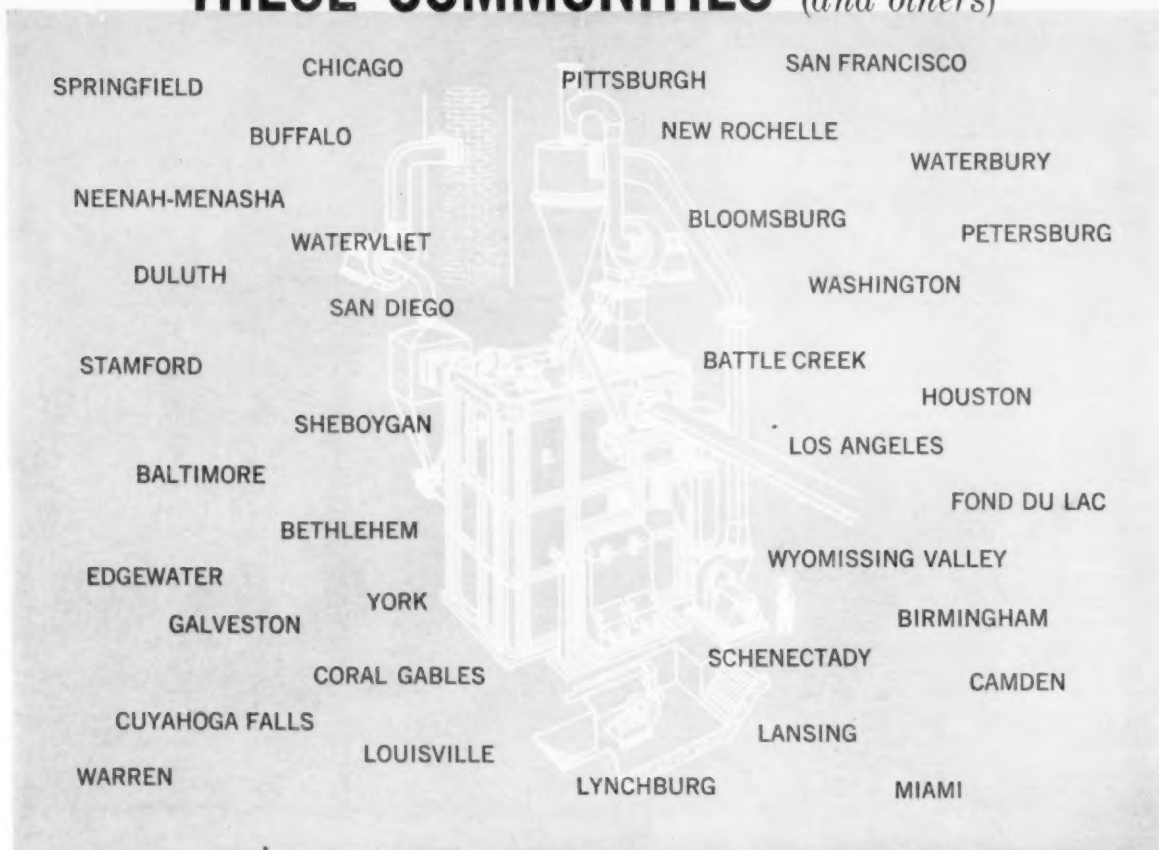 THESE COMMUNITIES (and others)
CHICAGO
SPRINGFIELD
BUFFALO
NEENAH-MENASHA
WATERVLIET
DULUTH
SAN DIEGO
STAMFORD
SHEBOYGAN
BALTIMORE
BETHLEHEM
EDGEWATER
YORK
GALVESTON
CORAL GABLES
CUYAHOGA FALLS
LOUISVILLE
WARREN
PITTSBURGH
SAN FRANCISCO
NEW ROCHELLE
WATERBURY
BLOOMSBURG
PETERSBURG
WASHINGTON
BATTLE CREEK
HOUSTON
LOS ANGELES
FOND DU LAC
WYOMISSING VALLEY
BIRMINGHAM
SCHENECTADY
CAMDEN
LANSING
LYNCHBURG
MIAMI